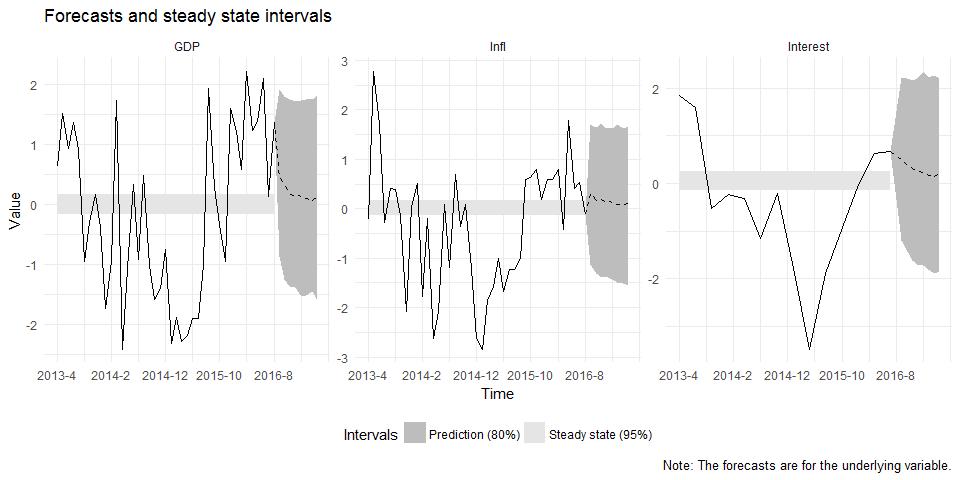 Forecasts and steady state intervals
GDP
Infl
Interest
Value
2
1
0
-1
-2
3
2
1
0
-1
-2
-3
2
0
-2
2013-4 2014-2 2014-12 2015-10 2016-8
2013-4 2014-2 2014-12 2015-10 2016-8
2013-4 2014-2 2014-12 2015-10 2016-8
Time
Intervals Prediction (80%) Steady state (95%)
Note: The forecasts are for the underlying variable.